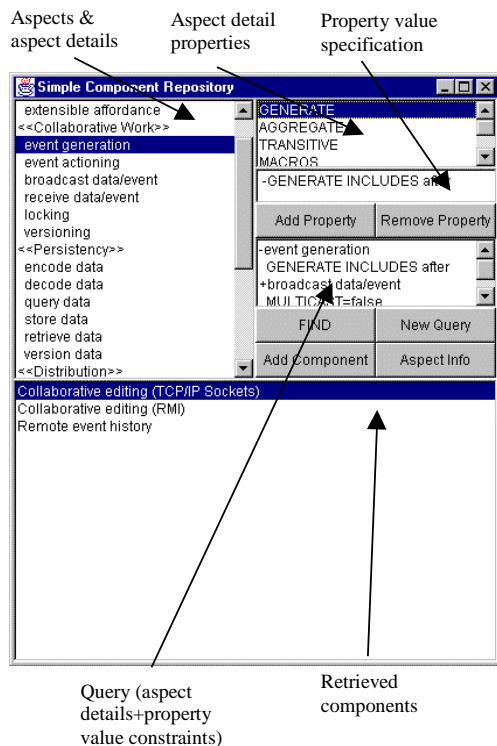 Aspects &
aspect details
Aspect detail
properties
Property value
specification
Simple Component Repository
extensible affordance
<<Collaborative Work>>
event generation
event actioning
broadcast data/event
receive data/event
locking
versioning
<<Persistency>>
encode data
decode data
query data
store data
retrieve data
version data
<<Distribution>>
GENERATE
AGGREGATE
TRANSITIVE
MACROS
-GENERATE INCLUDES after
Add Property
Remove Property
-event generation
GENERATE INCLUDES after
+broadcast data/event
MULTICAST=false
FIND
New Query
Add Component
Aspect Info
Collaborative editing (TCP/IP Sockets)
Collaborative editing (RMI)
Remote event history
Query (aspect
details+property
value constraints)
Retrieved
components